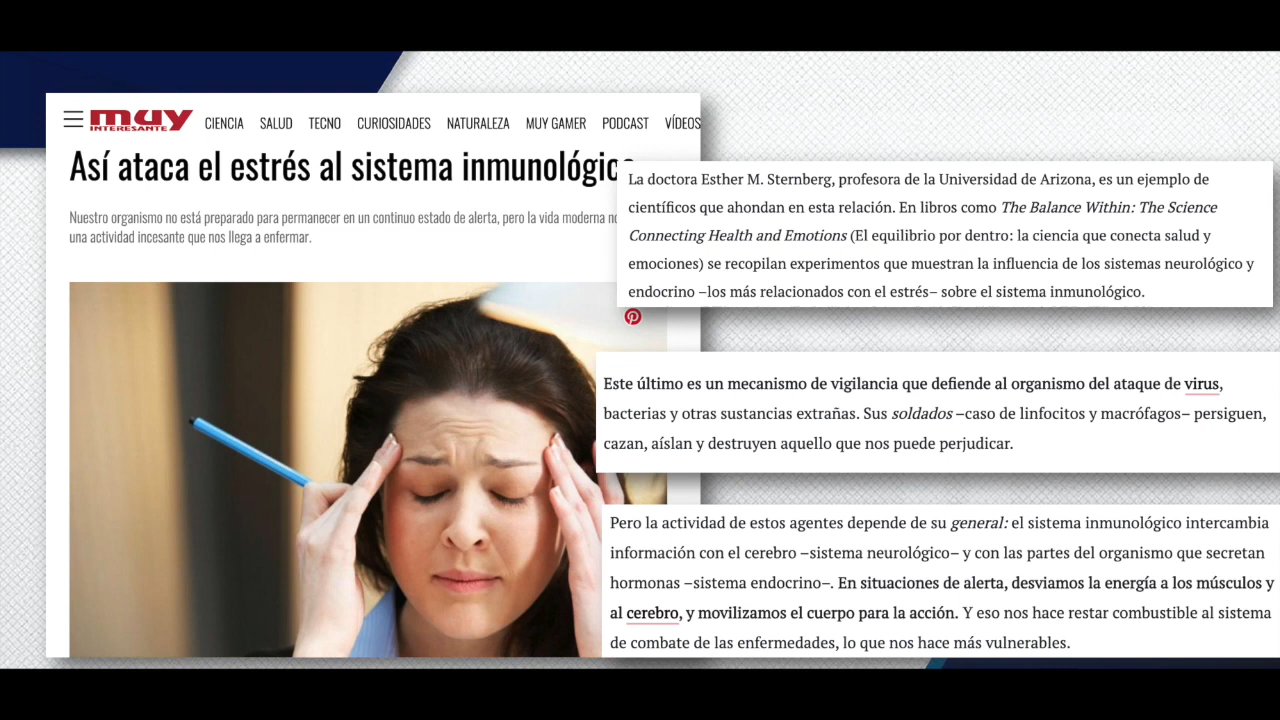 muy
INTERESANTE
CIENCIA SALUD TECNO CURIOSIDADES NATURALEZA MUY GAMER PODCAST VÍDEOS
Así ataca el estrés al sistema inmunológico
Nuestro organismo no está preparado para permanecer en un continuo estado de alerta, pero la vida moderna
una actividad incesante que nos llega a enfermar.
La doctora Esther M. Sternberg, profesora de la Universidad de Arizona, es un ejemplo de
científicos que ahondan en esta relación. En libros como The Balance Within: The Science
Connecting Health and Emotions (El equilibrio por dentro: la ciencia que conecta salud y
emociones) se recopilan experimentos que muestran la influencia de los sistemas neurológico y
endocrino –los más relacionados con el estrés– sobre el sistema inmunológico.
Este último es un mecanismo de vigilancia que defiende al organismo del ataque de virus,
bacterias y otras sustancias extrañas. Sus soldados –caso de linfocitos y macrófagos– persiguen,
cazan, aíslan y destruyen aquello que nos puede perjudicar.
Pero la actividad de estos agentes depende de su general: el sistema inmunológico intercambia
información con el cerebro –sistema neurológico– y con las partes del organismo que secretan
hormonas –sistema endocrino–. En situaciones de alerta, desviamos la energía a los músculos y
al cerebro, y movilizamos el cuerpo para la acción. Y eso nos hace restar combustible al sistema
de combate de las enfermedades, lo que nos hace más vulnerables.